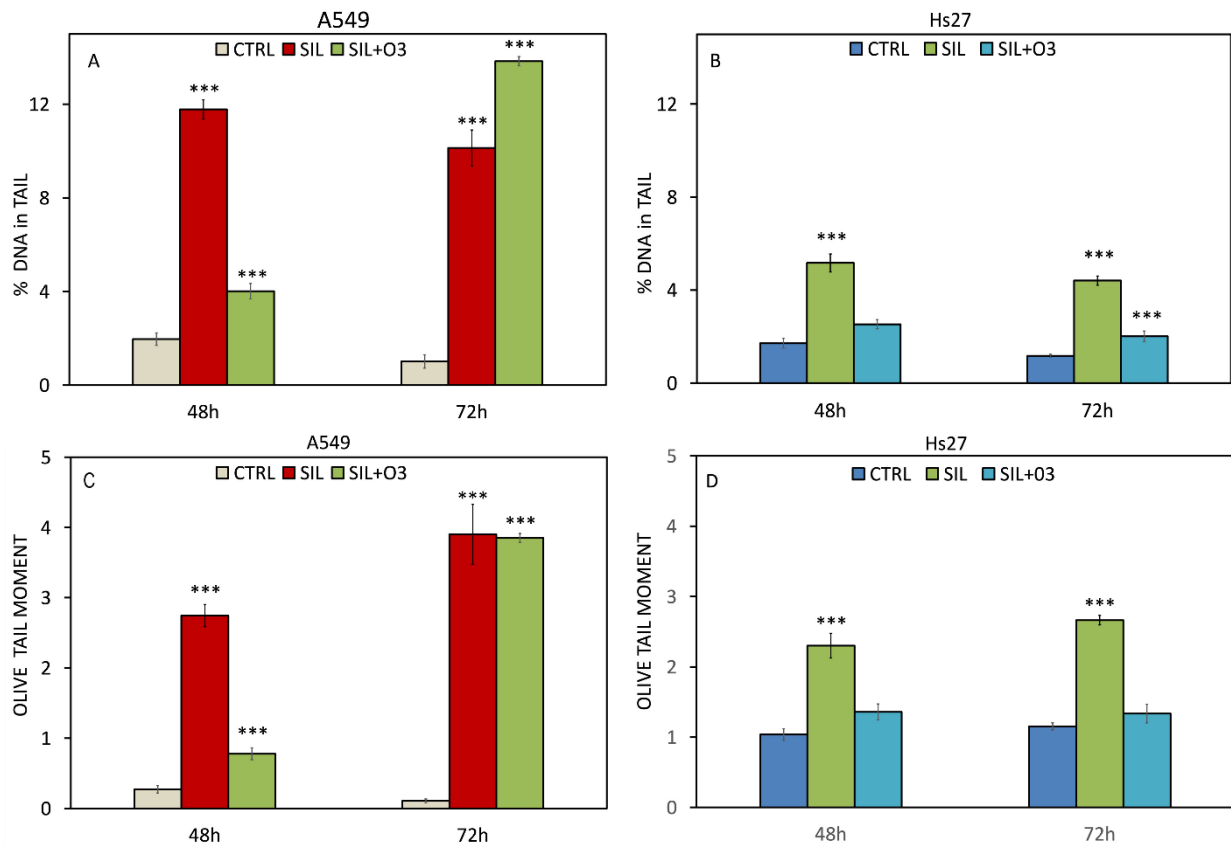 A549
A
CTRL SIL SIL+O3
% DNA in TAIL
12
8
4
0
***
***
***
***
48h
72h
Hs27
B
CTRL SIL SIL+O3
% DNA in TAIL
12
8
4
0
***
***
***
48h
72h
A549
C
CTRL SIL SIL+O3
OLIVE TAIL MOMENT
5
4
3
2
1
0
***
***
***
***
48h
72h
Hs27
D
CTRL SIL SIL+03
OLIVE TAIL MOMENT
5
4
3
2
1
0
***
***
48h
72h